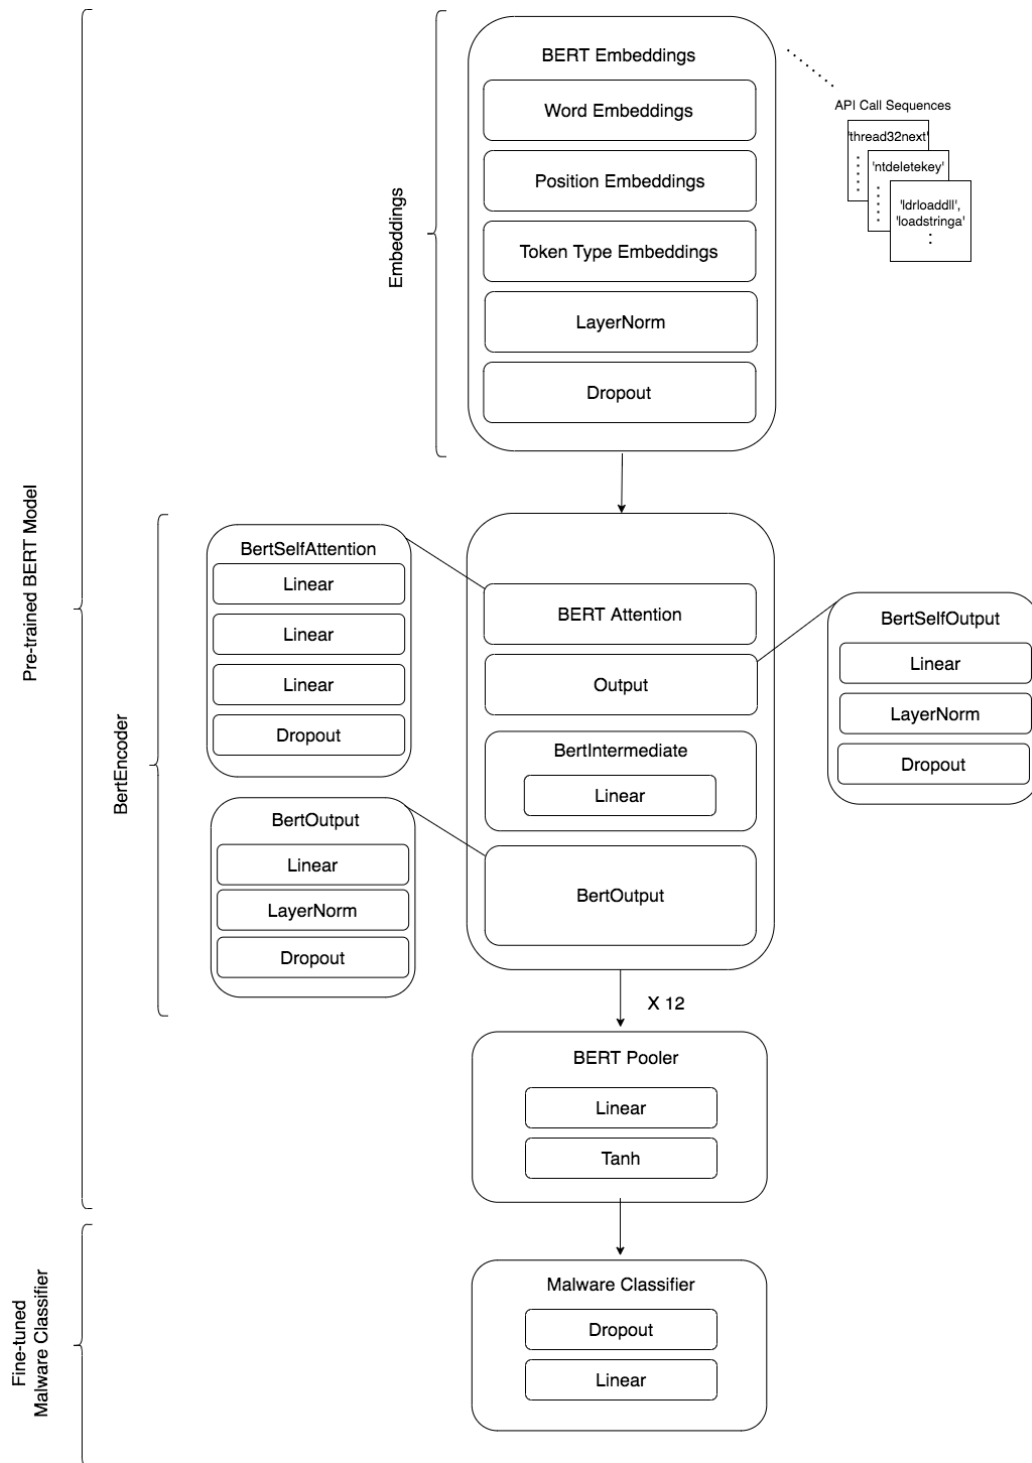 BERT Embeddings
Word Embeddings
Position Embeddings
Token Type Embeddings
LayerNorm
Dropout
API Call Sequences
'thread32next'
'ntdeletekey'
'ldrloaddll',
'loadstringa'
Embeddings
Pre-trained BERT Model
BertEncoder
BertSelfAttention
Linear
Linear
Linear
Dropout
BERT Attention
Output
BertIntermediate
Linear
BertOutput
BertSelfOutput
Linear
LayerNorm
Dropout
BertOutput
Linear
LayerNorm
Dropout
X 12
BERT Pooler
Linear
Tanh
Fine-tuned
Malware Classifier
Malware Classifier
Dropout
Linear